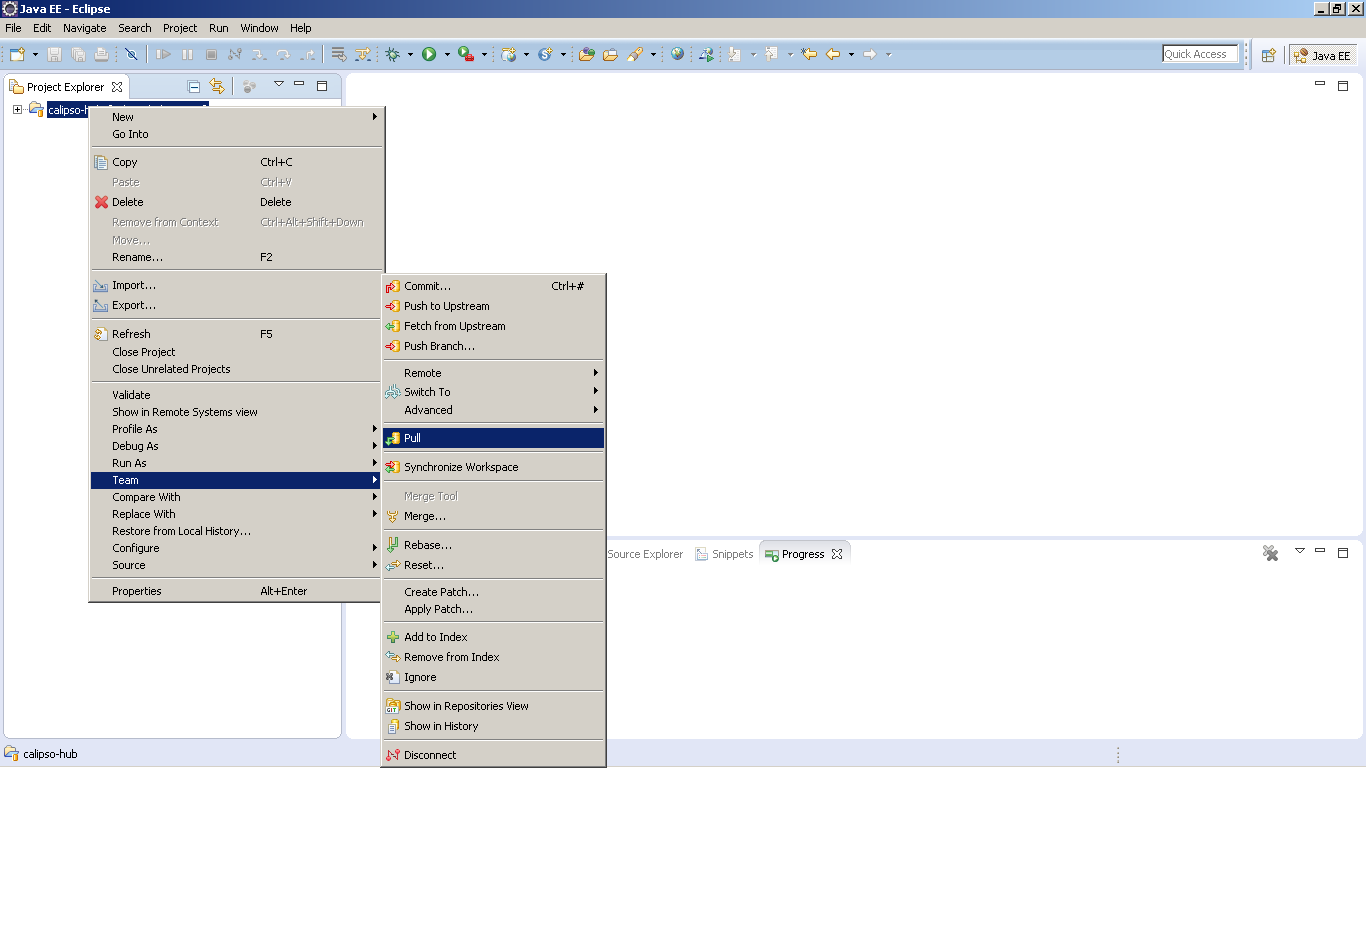 Java EE - Eclipse
File Edit Navigate Search Project Run Window Help
Quick Access
Java EE
Project Explorer
calipso-h
New
Go Into
Copy Ctrl+C
Paste Ctrl+V
Delete Delete
Remove from Context Ctrl+Alt+Shift+Down
Move...
Rename... F2
Import...
Export...
Refresh F5
Close Project
Close Unrelated Projects
Validate
Show in Remote Systems view
Profile As
Debug As
Run As
Team
Compare With
Replace With
Restore from Local History...
Configure
Source
Properties Alt+Enter
Commit... Ctrl+#
Push to Upstream
Fetch from Upstream
Push Branch...
Remote
Switch To
Advanced
Pull
Synchronize Workspace
Merge Tool
Merge...
Rebase...
Reset...
Create Patch...
Apply Patch...
Add to Index
Remove from Index
Ignore
Show in Repositories View
Show in History
Disconnect
Source Explorer Snippets Progress
calipso-hub